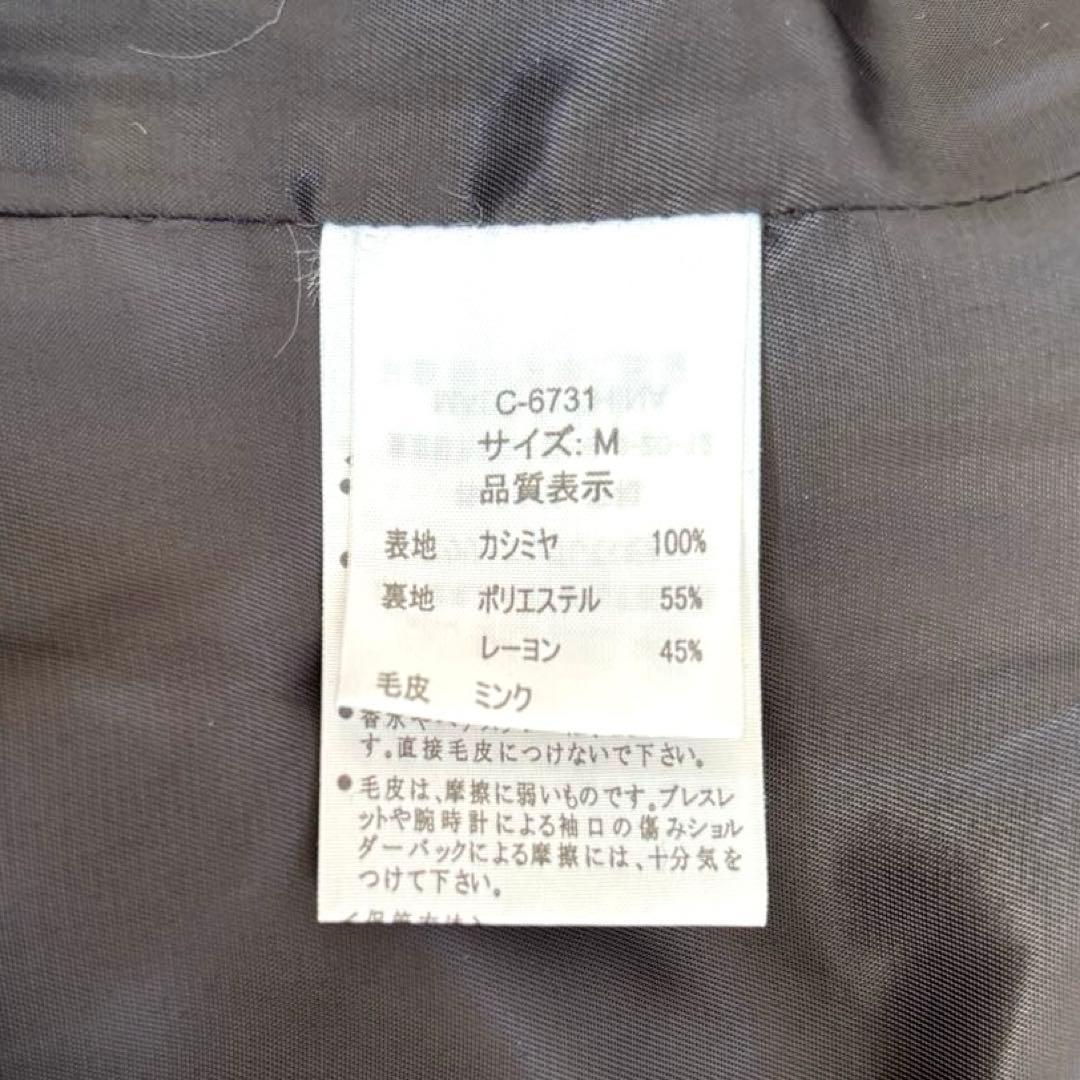 C-6731
サイズ: M
品質表示
表地 カシミヤ 100%
裏地 ポリエステル 55%
レーヨン 45%
毛皮 ミンク
す。直接毛皮につけないで下さい。
●毛皮は、摩擦に弱いものです。ブレスレ
ットや腕時計による袖口の傷みショル
ダーバックによる摩擦には、十分気を
つけて下さい。